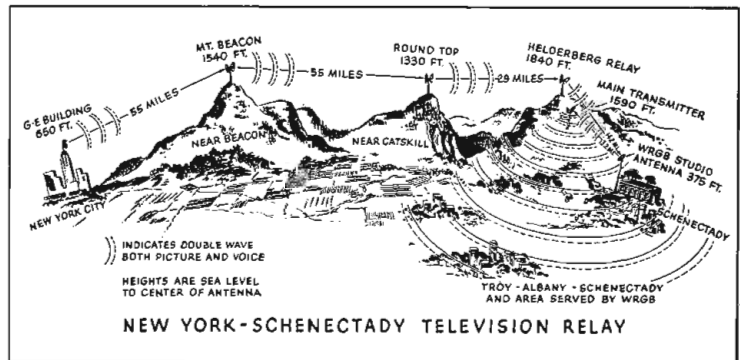 MT. BEACON
1540 FT.
55 MILES
ROUND TOP
1330 FT.
29 MILES
HELDERBERG RELAY
1840 FT.
MAIN TRANSMITTER
1590 FT.
G-E BUILDING
650 FT.
55 MILES
WRGB STUDIO
ANTENNA 375 FT.
NEAR BEACON
NEAR CATSKILL
NEW YORK CITY
SCHENECTADY
INDICATES DOUBLE WAVE
BOTH PICTURE AND VOICE
HEIGHTS ARE SEA LEVEL
TO CENTER OF ANTENNA
TROY - ALBANY - SCHENECTADY
AND AREA SERVED BY WRGB
NEW YORK-SCHENECTADY TELEVISION RELAY